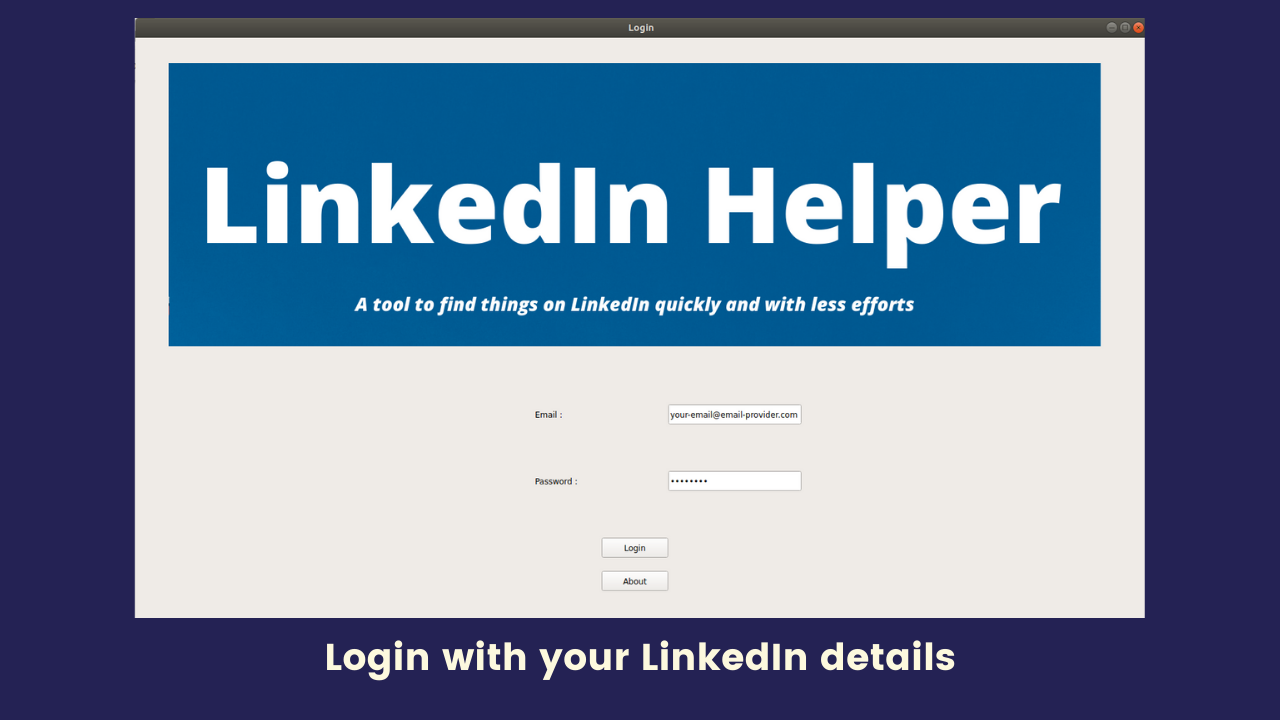 Login
LinkedIn Helper
A tool to find things on LinkedIn quickly and with less efforts
Email :
your-email@email-provider.com
Password :
••••••••
Login
About
Login with your LinkedIn details